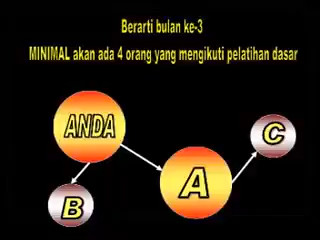 Berarti bulan ke-3
MINIMAL akan ada 4 orang yang mengikuti pelatihan dasar
ANDA
C
A
B